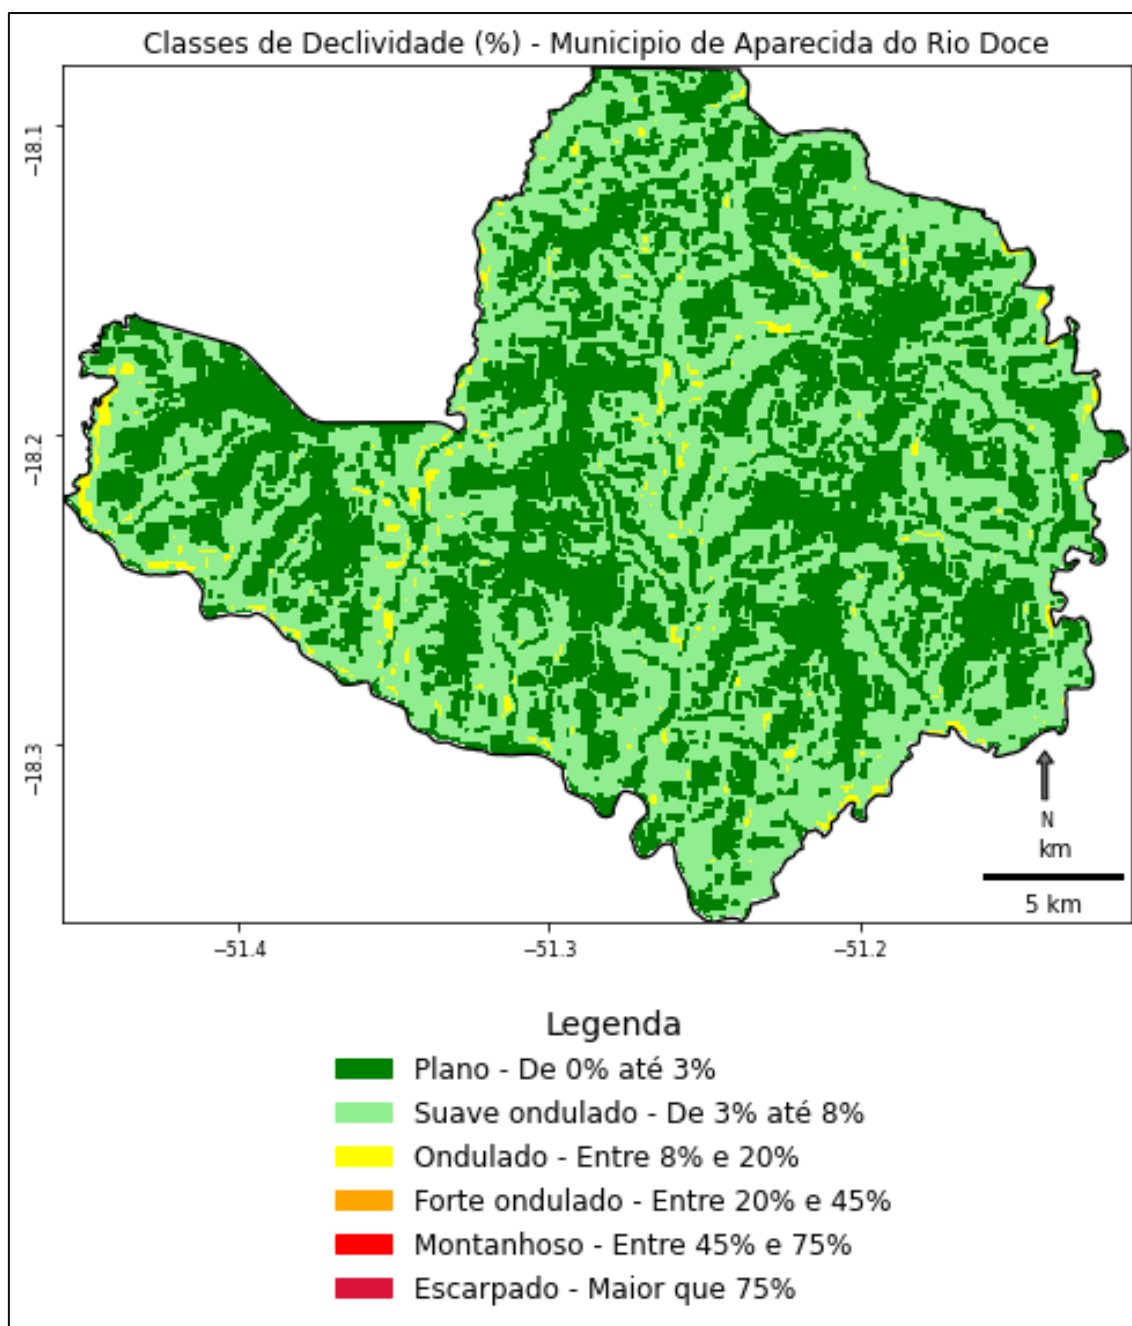 Classes de Declividade (%) - Municipio de Aparecida do Rio Doce
−18.1
−18.2
−18.3
N
km
5 km
−51.4
−51.3
−51.2
Legenda
Plano - De 0% até 3%
Suave ondulado - De 3% até 8%
Ondulado - Entre 8% e 20%
Forte ondulado - Entre 20% e 45%
Montanhoso - Entre 45% e 75%
Escarpado - Maior que 75%